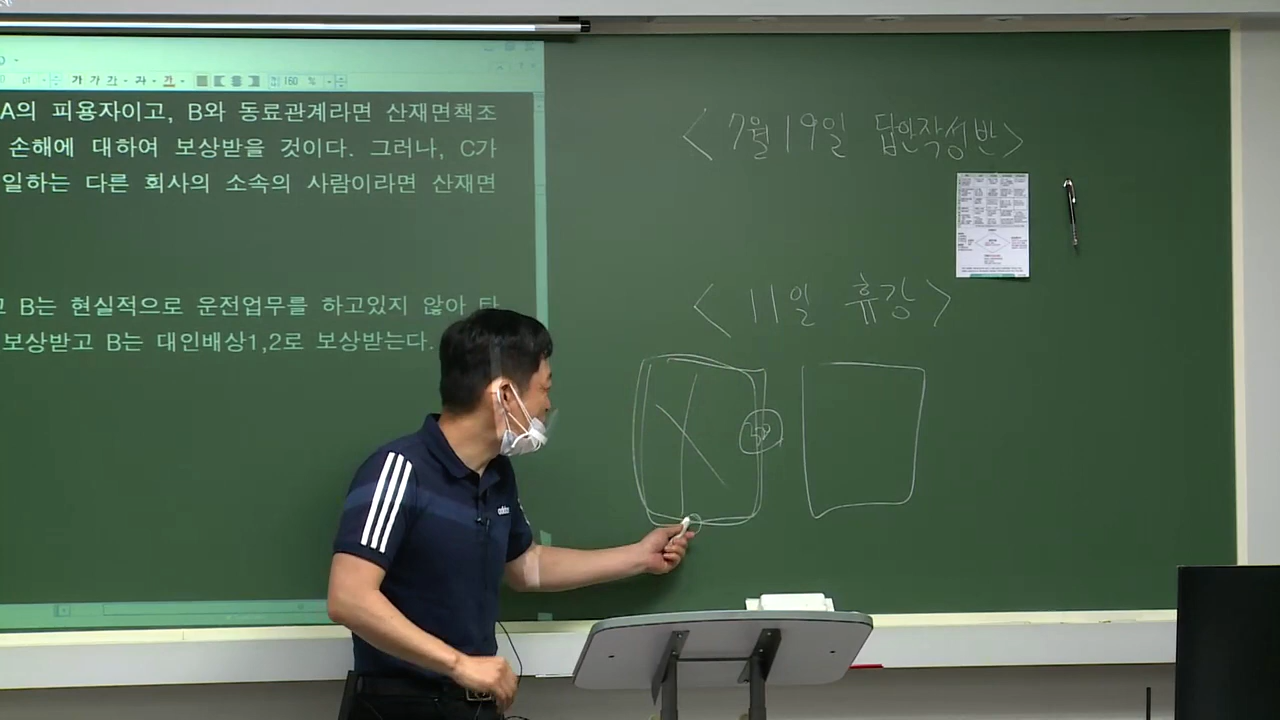 160 %
A의 피용자이고, B와 동료관계라면 산재면책조
손해에 대하여 보상받을 것이다. 그러나, C가
일하는 다른 회사의 소속의 사람이라면 산재면
B는 현실적으로 운전업무를 하고있지 않아 타
보상받고 B는 대인배상1,2로 보상받는다.
<7월 19일 답안작성반>
<11일 휴강>
adidas